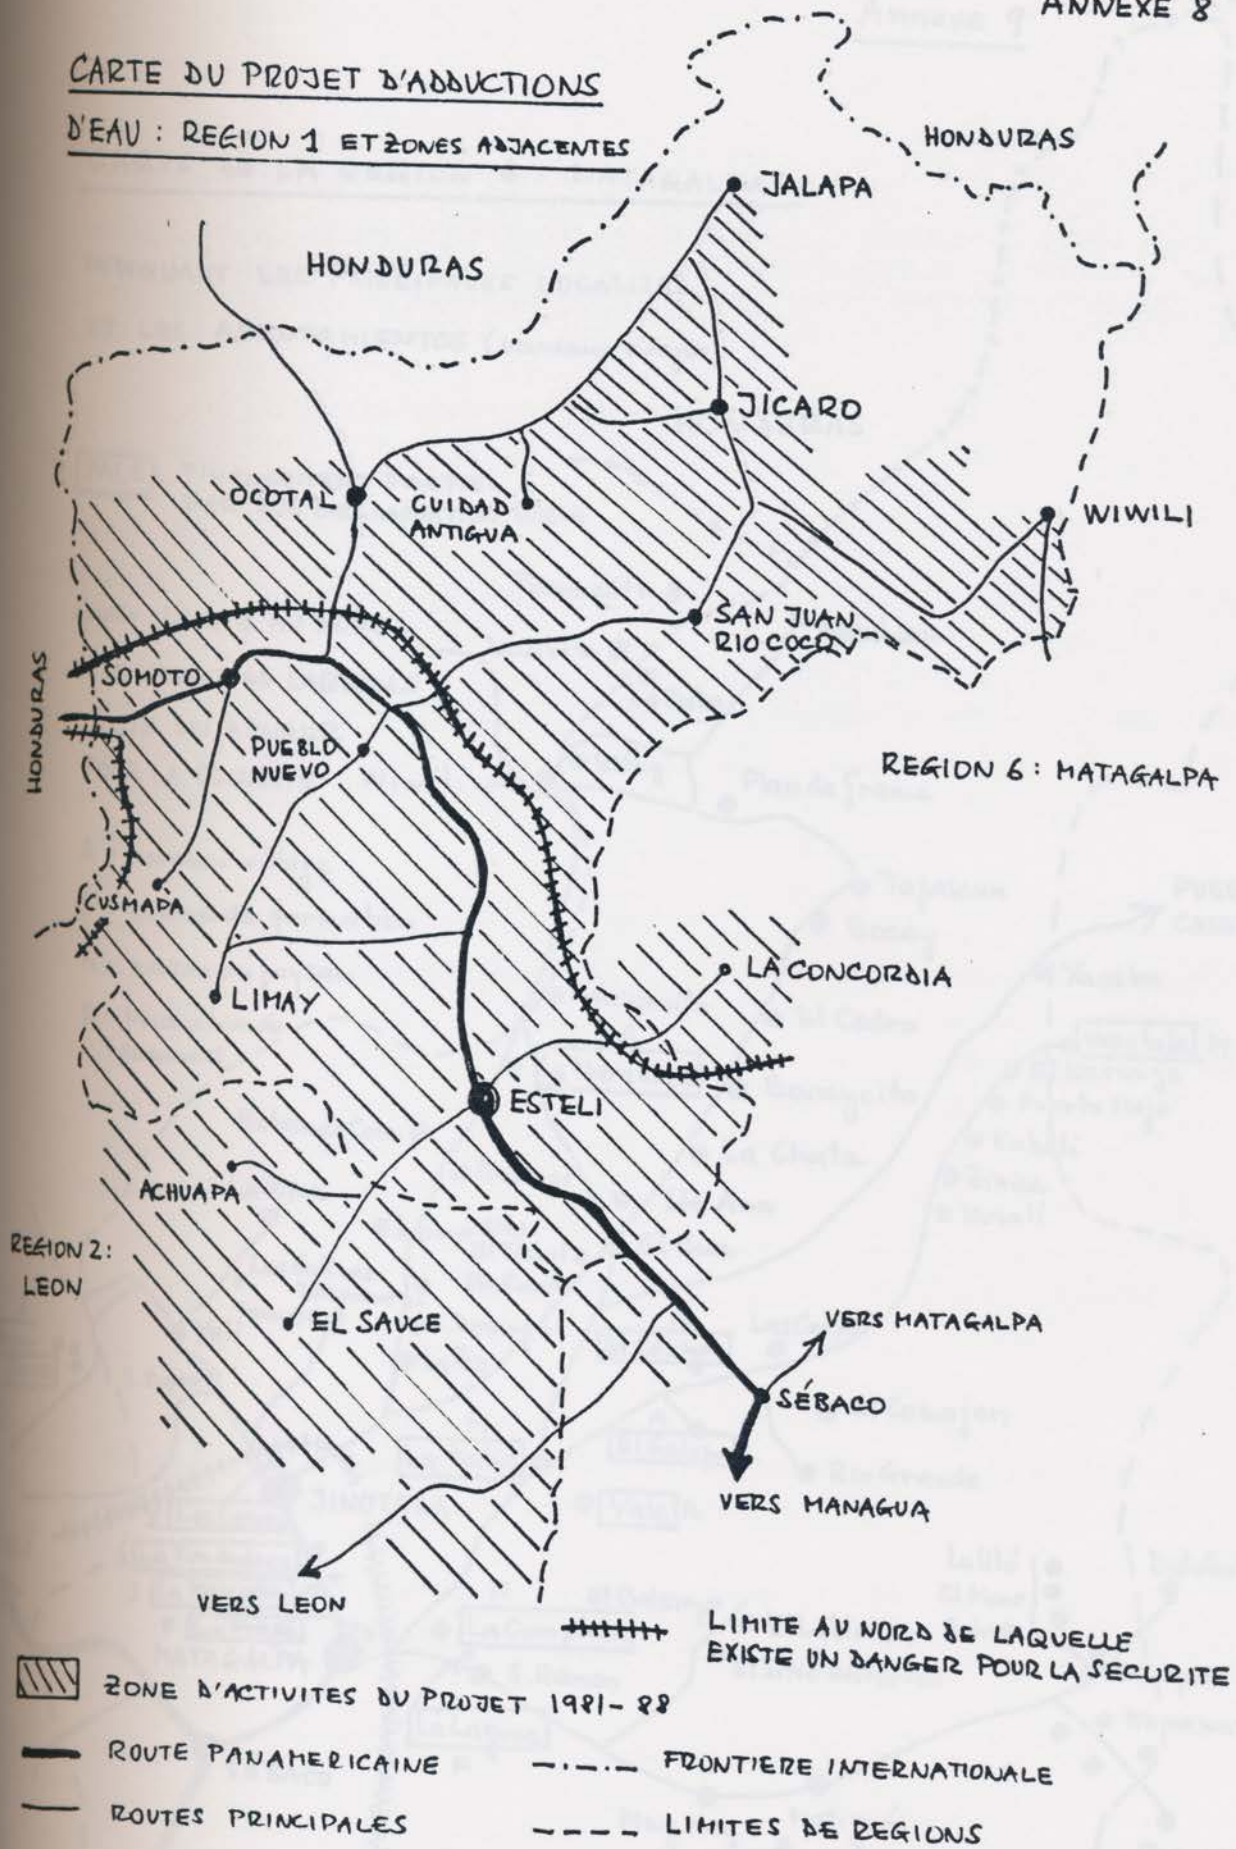 ANNEXE 8
CARTE DU PROJET D'ADDUCTIONS
D'EAU : REGION 1 ET ZONES ADJACENTES
HONDURAS
JALAPA
HONDURAS
JÍCARO
OCOTAL
CUIDAD
ANTIGUA
WIWILI
SAN JUAN
RIO COCO
HONDURAS
SOMOTO
PUEBLO
NUEVO
REGION 6 : MATAGALPA
CUSMAPA
LA CONCORDIA
LIMAY
ESTELI
ACHUAPA
REGION 2:
LEON
EL SAUCE
VERS MATAGALPA
SÉBACO
VERS MANAGUA
VERS LEON
LIMITE AU NORD DE LAQUELLE
EXISTE UN DANGER POUR LA SECURITE
ZONE D'ACTIVITES DU PROJET 1981-88
ROUTE PANAMERICAINE
FRONTIERE INTERNATIONALE
ROUTES PRINCIPALES
LIMITES DE REGIONS